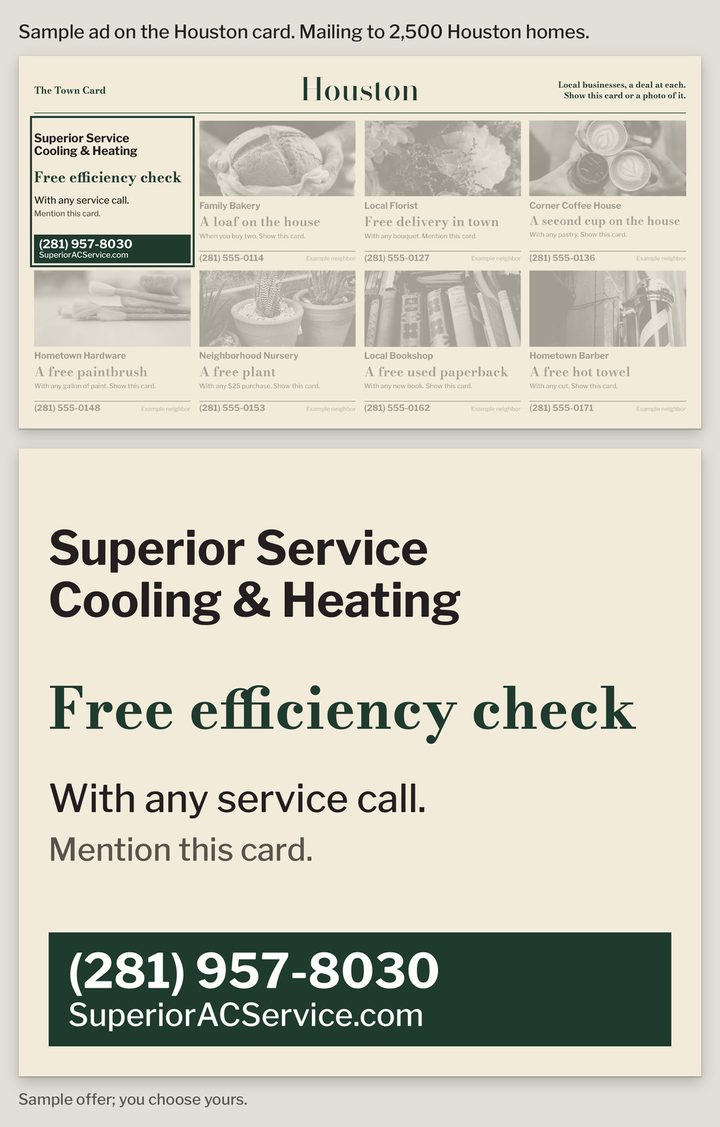 Sample ad on the Houston card. Mailing to 2,500 Houston homes.
The Town Card
Houston
Local businesses, a deal at each.
Show this card or a photo of it.
Superior Service
Cooling & Heating
Free efficiency check
With any service call.
Mention this card.
(281) 957-8030
SuperiorACService.com
Family Bakery
A loaf on the house
When you buy two. Show this card.
(281) 555-0114
Example neighbor
Local Florist
Free delivery in town
With any bouquet. Mention this card.
(281) 555-0127
Example neighbor
Corner Coffee House
A second cup on the house
With any pastry. Show this card.
(281) 555-0136
Example neighbor
Hometown Hardware
A free paintbrush
With any gallon of paint. Show this card.
(281) 555-0148
Example neighbor
Neighborhood Nursery
A free plant
With any $25 purchase. Show this card.
(281) 555-0153
Example neighbor
Local Bookshop
A free used paperback
With any new book. Show this card.
(281) 555-0162
Example neighbor
Hometown Barber
A free hot towel
With any cut. Show this card.
(281) 555-0171
Example neighbor
Superior Service
Cooling & Heating
Free efficiency check
With any service call.
Mention this card.
(281) 957-8030
SuperiorACService.com
Sample offer; you choose yours.